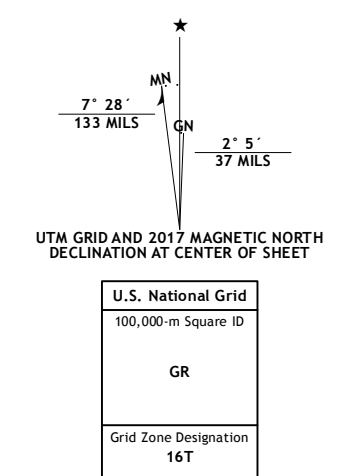 ★
MN
7° 28´
133 MILS
GN
2° 5´
37 MILS
UTM GRID AND 2017 MAGNETIC NORTH
DECLINATION AT CENTER OF SHEET
U.S. National Grid
100,000-m Square ID
GR
Grid Zone Designation
16T